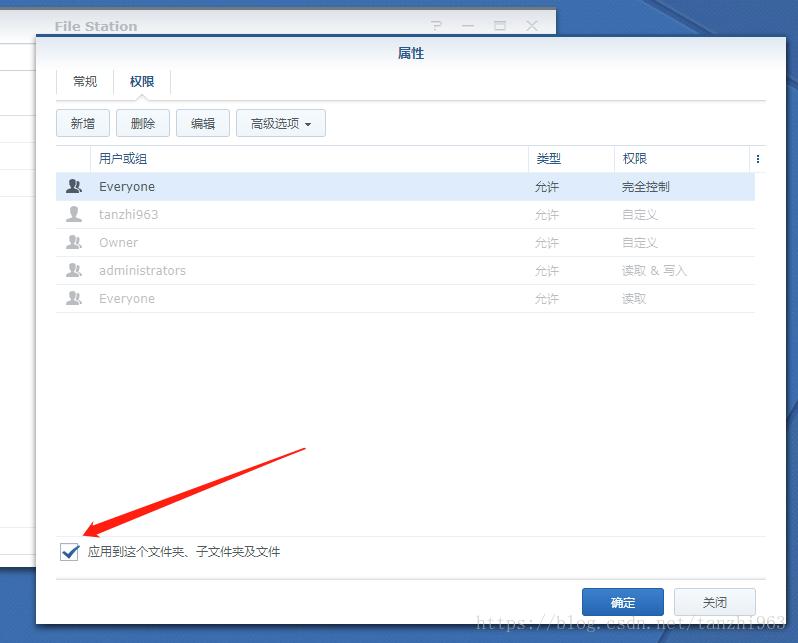 File Station
属性
常规 权限
新增 删除 编辑 高级选项
用户或组 类型 权限
Everyone 允许 完全控制
tanzhi963 允许 自定义
Owner 允许 自定义
administrators 允许 读取 & 写入
Everyone 允许 读取
应用到这个文件夹、子文件夹及文件
确定 关闭
https://blog.csdn.net/tanzhi963